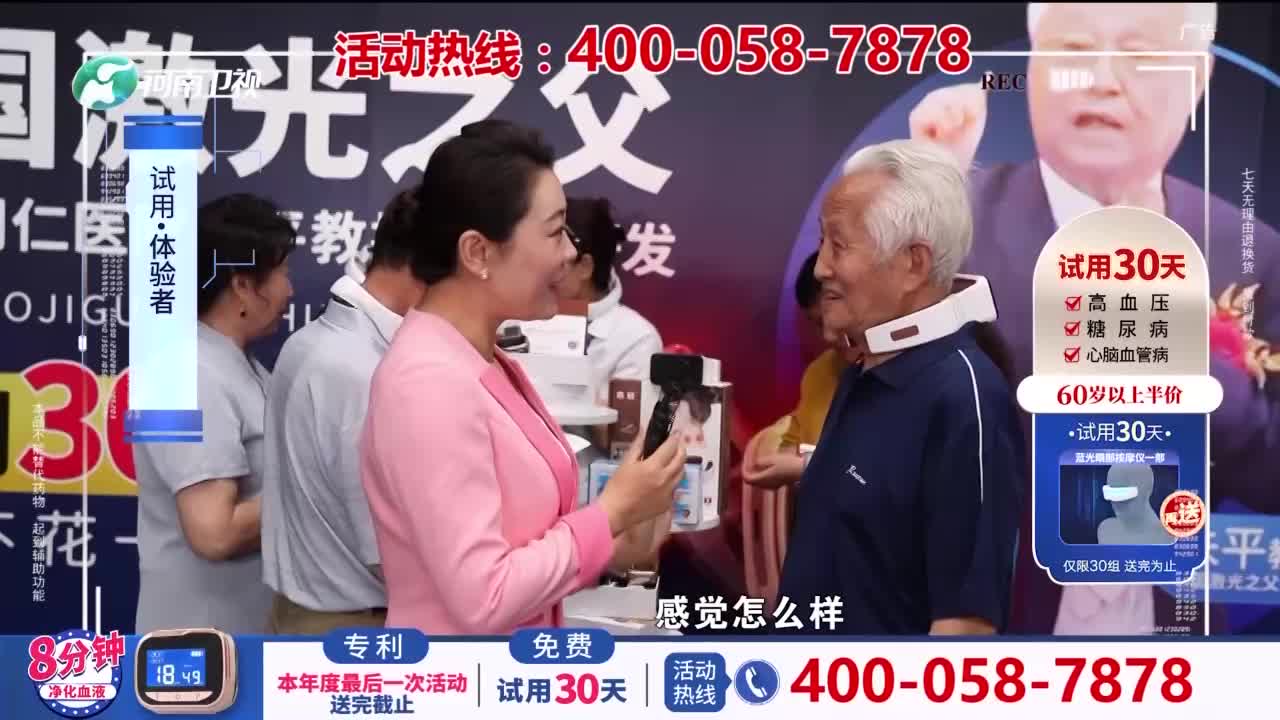 活动热线：400-058-7878
广告
河南卫视
REC
国激光之父
试用·体验者
同仁医
平教
发
OJIGU
30
不花一
本品不能替代药物 起到辅助功能
七天无理由退换货
试用30天
高血压
糖尿病
心脑血管病
60岁以上半价
·试用30天·
蓝光眼部按摩仪一部
再送
仅限30组 送完为止
平教
激光之父
感觉怎么样
8分钟
净化血液
18.49
专利
本年度最后一次活动
送完截止
免费
试用30天
活动热线
400-058-7878